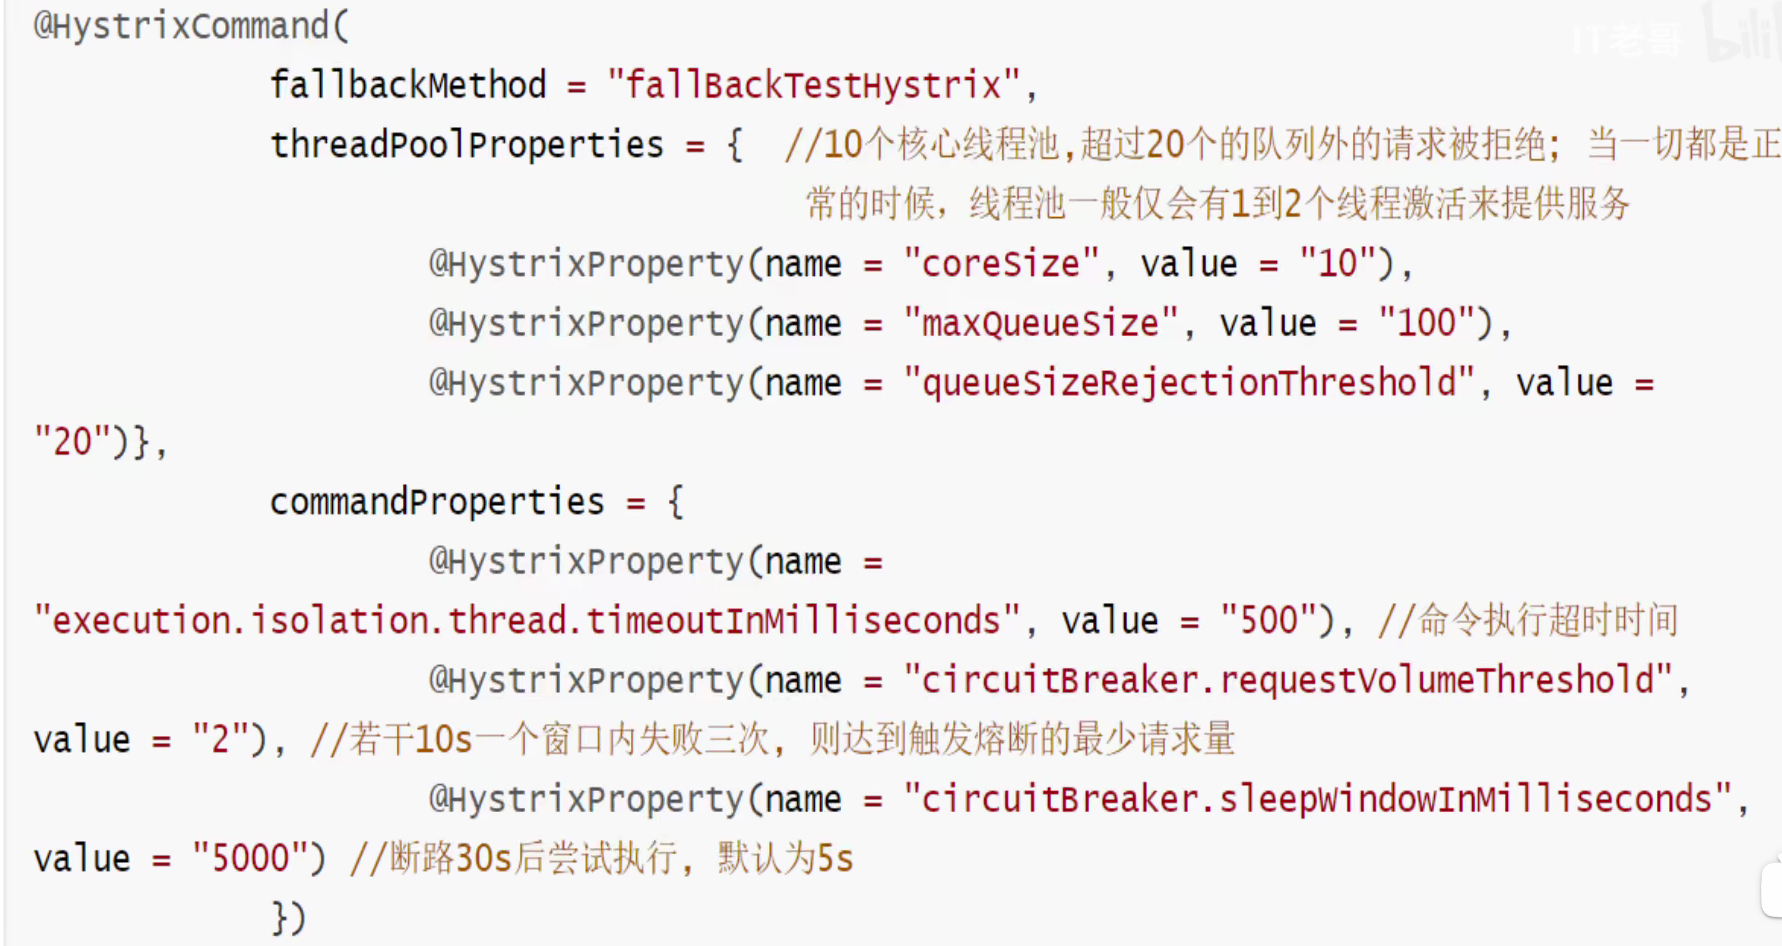 @HystrixCommand(
fallbackMethod = "fallBackTestHystrix",
threadPoolProperties = {  //10个核心线程池,超过20个的队列外的请求被拒绝; 当一切都是正
常的时候，线程池一般仅会有1到2个线程激活来提供服务
@HystrixProperty(name = "coreSize", value = "10"),
@HystrixProperty(name = "maxQueueSize", value = "100"),
@HystrixProperty(name = "queueSizeRejectionThreshold", value =
"20")},
commandProperties = {
@HystrixProperty(name =
"execution.isolation.thread.timeoutInMilliseconds", value = "500"), //命令执行超时时间
@HystrixProperty(name = "circuitBreaker.requestVolumeThreshold",
value = "2"), //若干10s一个窗口内失败三次, 则达到触发熔断的最少请求量
@HystrixProperty(name = "circuitBreaker.sleepWindowInMilliseconds",
value = "5000") //断路30s后尝试执行, 默认为5s
})
IT老哥